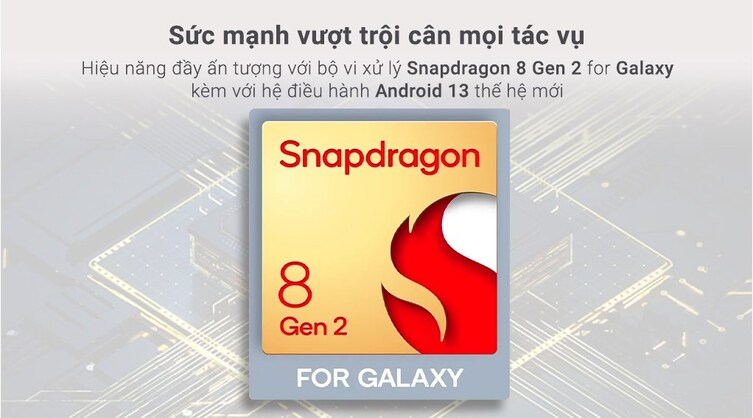 Sức mạnh vượt trội cân mọi tác vụ
Hiệu năng đầy ấn tượng với bộ vi xử lý Snapdragon 8 Gen 2 for Galaxy
kèm với hệ điều hành Android 13 thế hệ mới
Snapdragon
8
Gen 2
FOR GALAXY